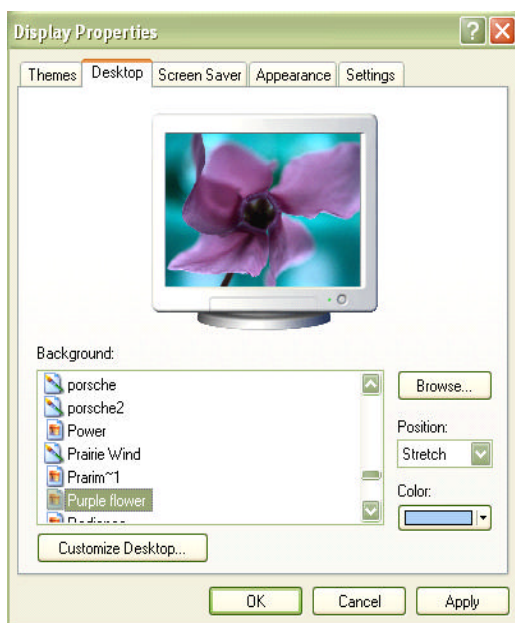 Display Properties
Themes Desktop Screen Saver Appearance Settings
Background:
porsche
porsche2
Power
Prairie Wind
Prarim~1
Purple flower
Browse...
Position:
Stretch
Color:
Customize Desktop...
OK Cancel Apply